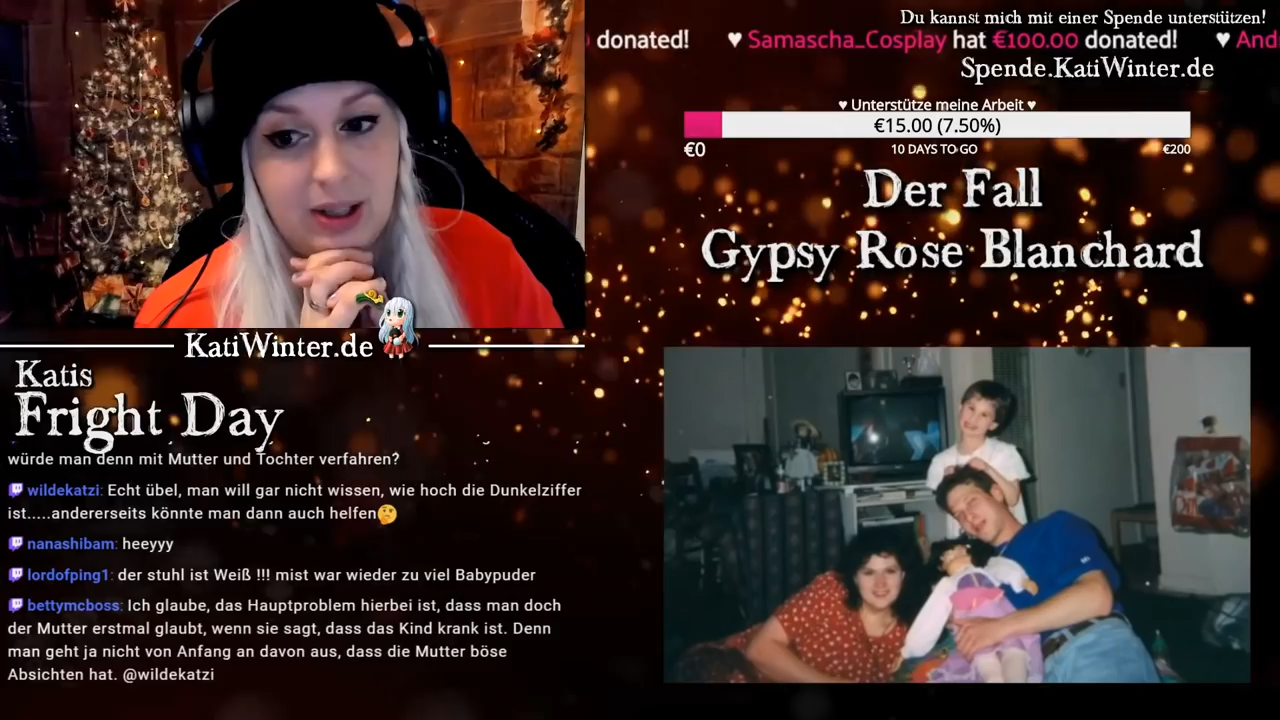 Du kannst mich mit einer Spende unterstützen!
donated! ♥ Samascha_Cosplay hat €100.00 donated! ♥ And
Spende.KatiWinter.de
♥ Unterstütze meine Arbeit ♥
€15.00 (7.50%)
€0 10 DAYS TO GO €200
Der Fall
Gypsy Rose Blanchard
KatiWinter.de
Katis
Fright Day
würde man denn mit Mutter und Tochter verfahren?
wildekatzi: Echt übel, man will gar nicht wissen, wie hoch die Dunkelziffer
ist.....andererseits könnte man dann auch helfen🤔
nanashibam: heeyyy
lordofping1: der stuhl ist Weiß !!! mist war wieder zu viel Babypuder
bettymcboss: Ich glaube, das Hauptproblem hierbei ist, dass man doch
der Mutter erstmal glaubt, wenn sie sagt, dass das Kind krank ist. Denn
man geht ja nicht von Anfang an davon aus, dass die Mutter böse
Absichten hat. @wildekatzi